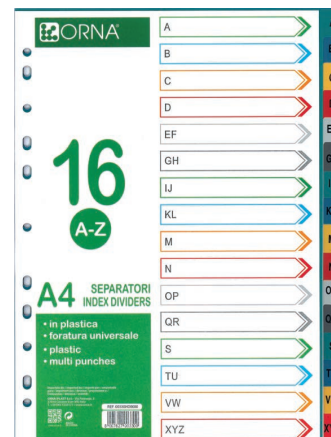 ORNA
16
A-Z
A4 SEPARATORI
INDEX DIVIDERS
• in plastica
• foratura universale
• plastic
• multi punches
A
B
C
D
EF
GH
IJ
KL
M
N
OP
QR
S
TU
VW
XYZ